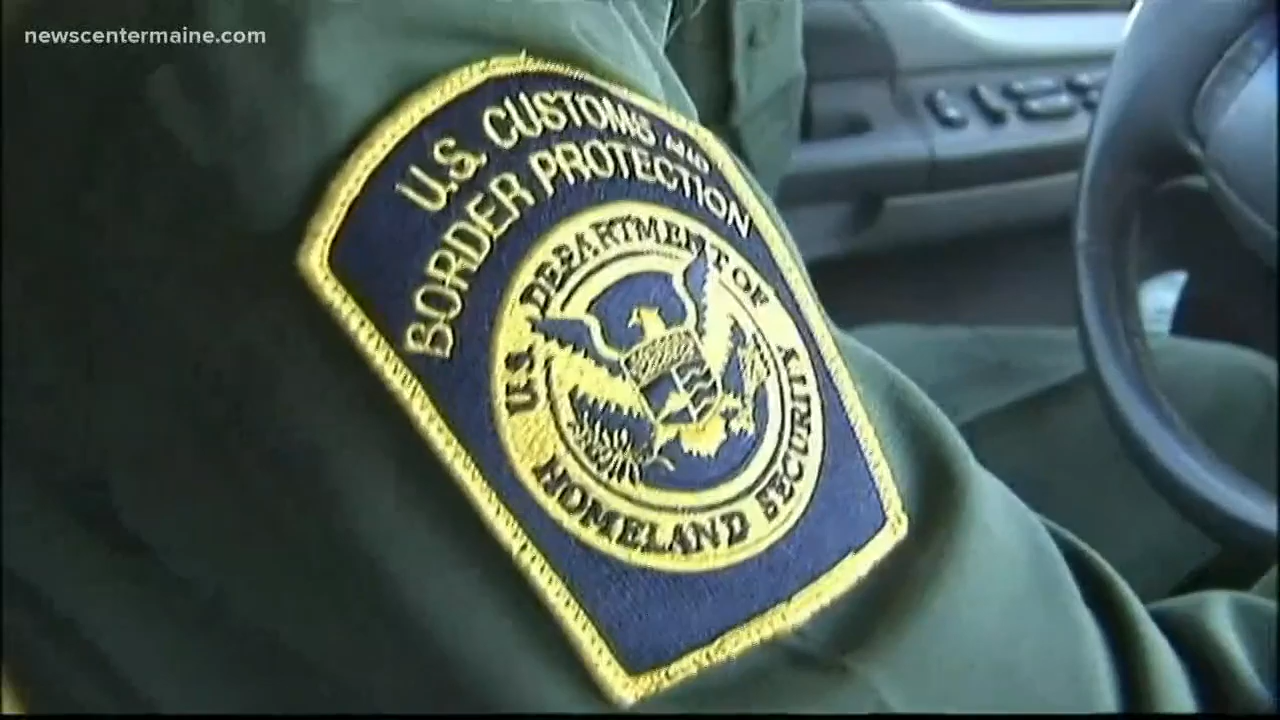 newscentermaine.com
U.S. CUSTOMS AND
BORDER PROTECTION
U.S. DEPARTMENT OF
HOMELAND SECURITY